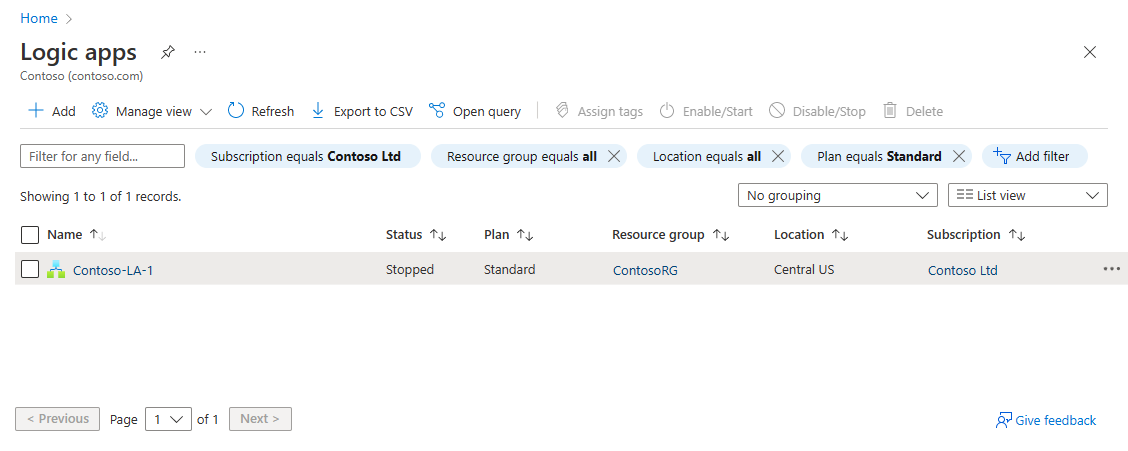 Home
Logic apps
Contoso (contoso.com)
Add Manage view Refresh Export to CSV Open query Assign tags Enable/Start Disable/Stop Delete
Filter for any field... Subscription equals Contoso Ltd Resource group equals all Location equals all Plan equals Standard Add filter
Showing 1 to 1 of 1 records. No grouping List view
Name Status Plan Resource group Location Subscription
Contoso-LA-1 Stopped Standard ContosoRG Central US Contoso Ltd
< Previous Page 1 of 1 Next > Give feedback